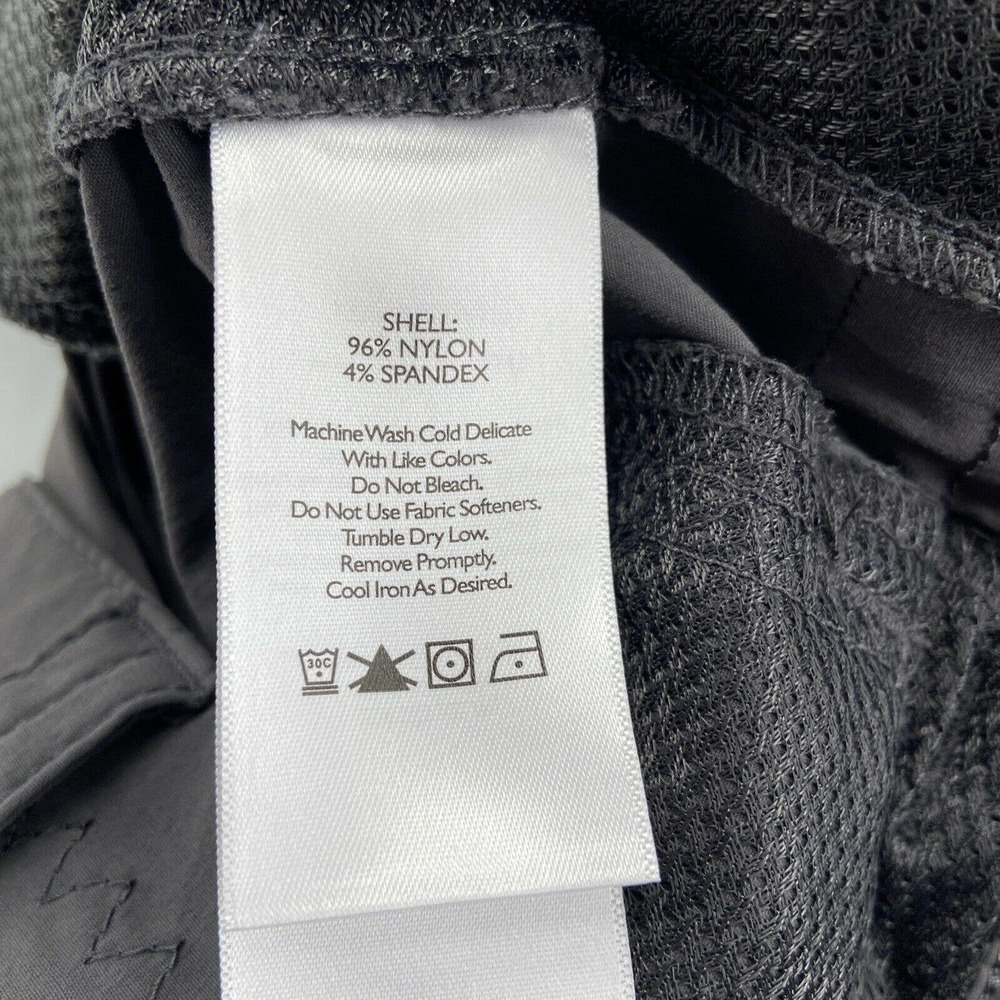 SHELL:
96% NYLON
4% SPANDEX
Machine Wash Cold Delicate
With Like Colors.
Do Not Bleach.
Do Not Use Fabric Softeners.
Tumble Dry Low.
Remove Promptly.
Cool Iron As Desired.
30C